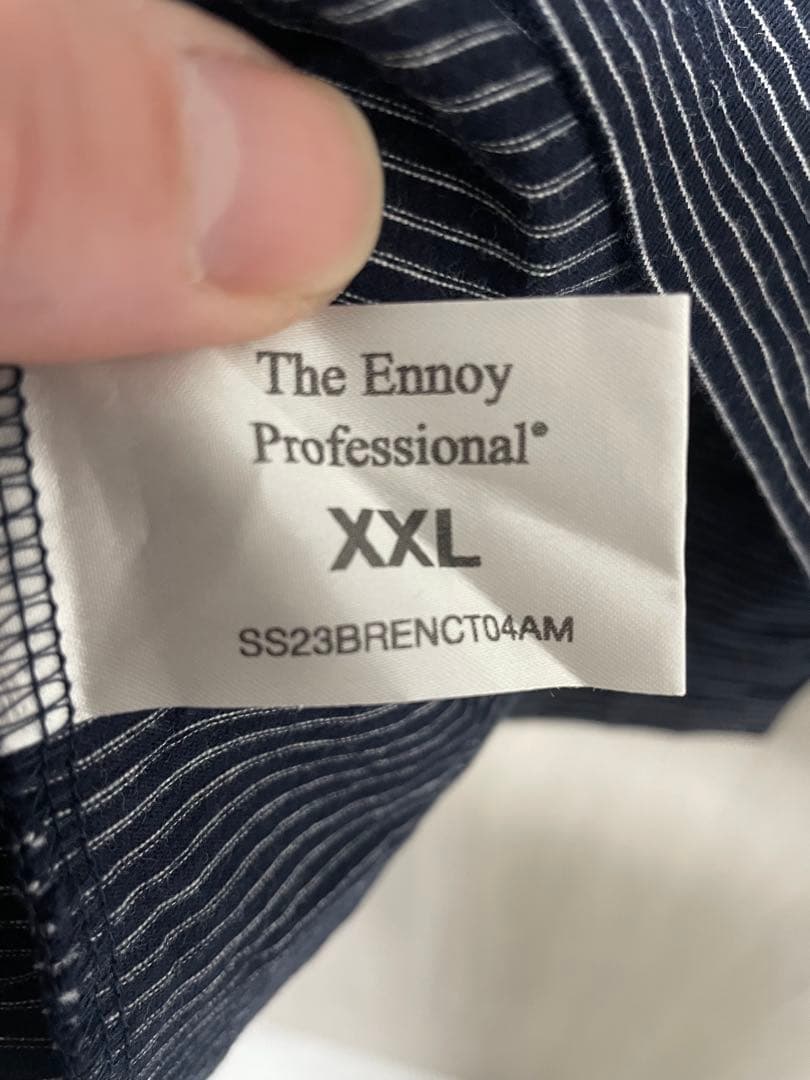 The Ennoy
Professional®
XXL
SS23BRENCT04AM